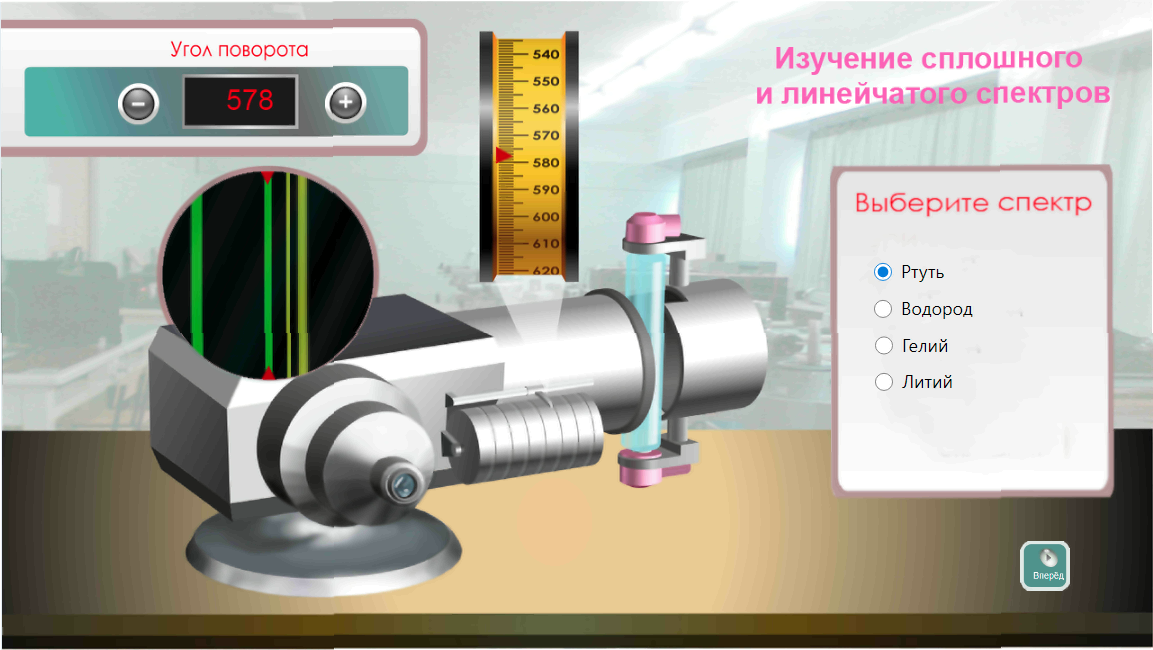 Угол поворота
578
540
550
560
570
580
590
600
610
620
Изучение сплошного
и линейчатого спектров
Выберите спектр
Ртуть
Водород
Гелий
Литий
Вперёд